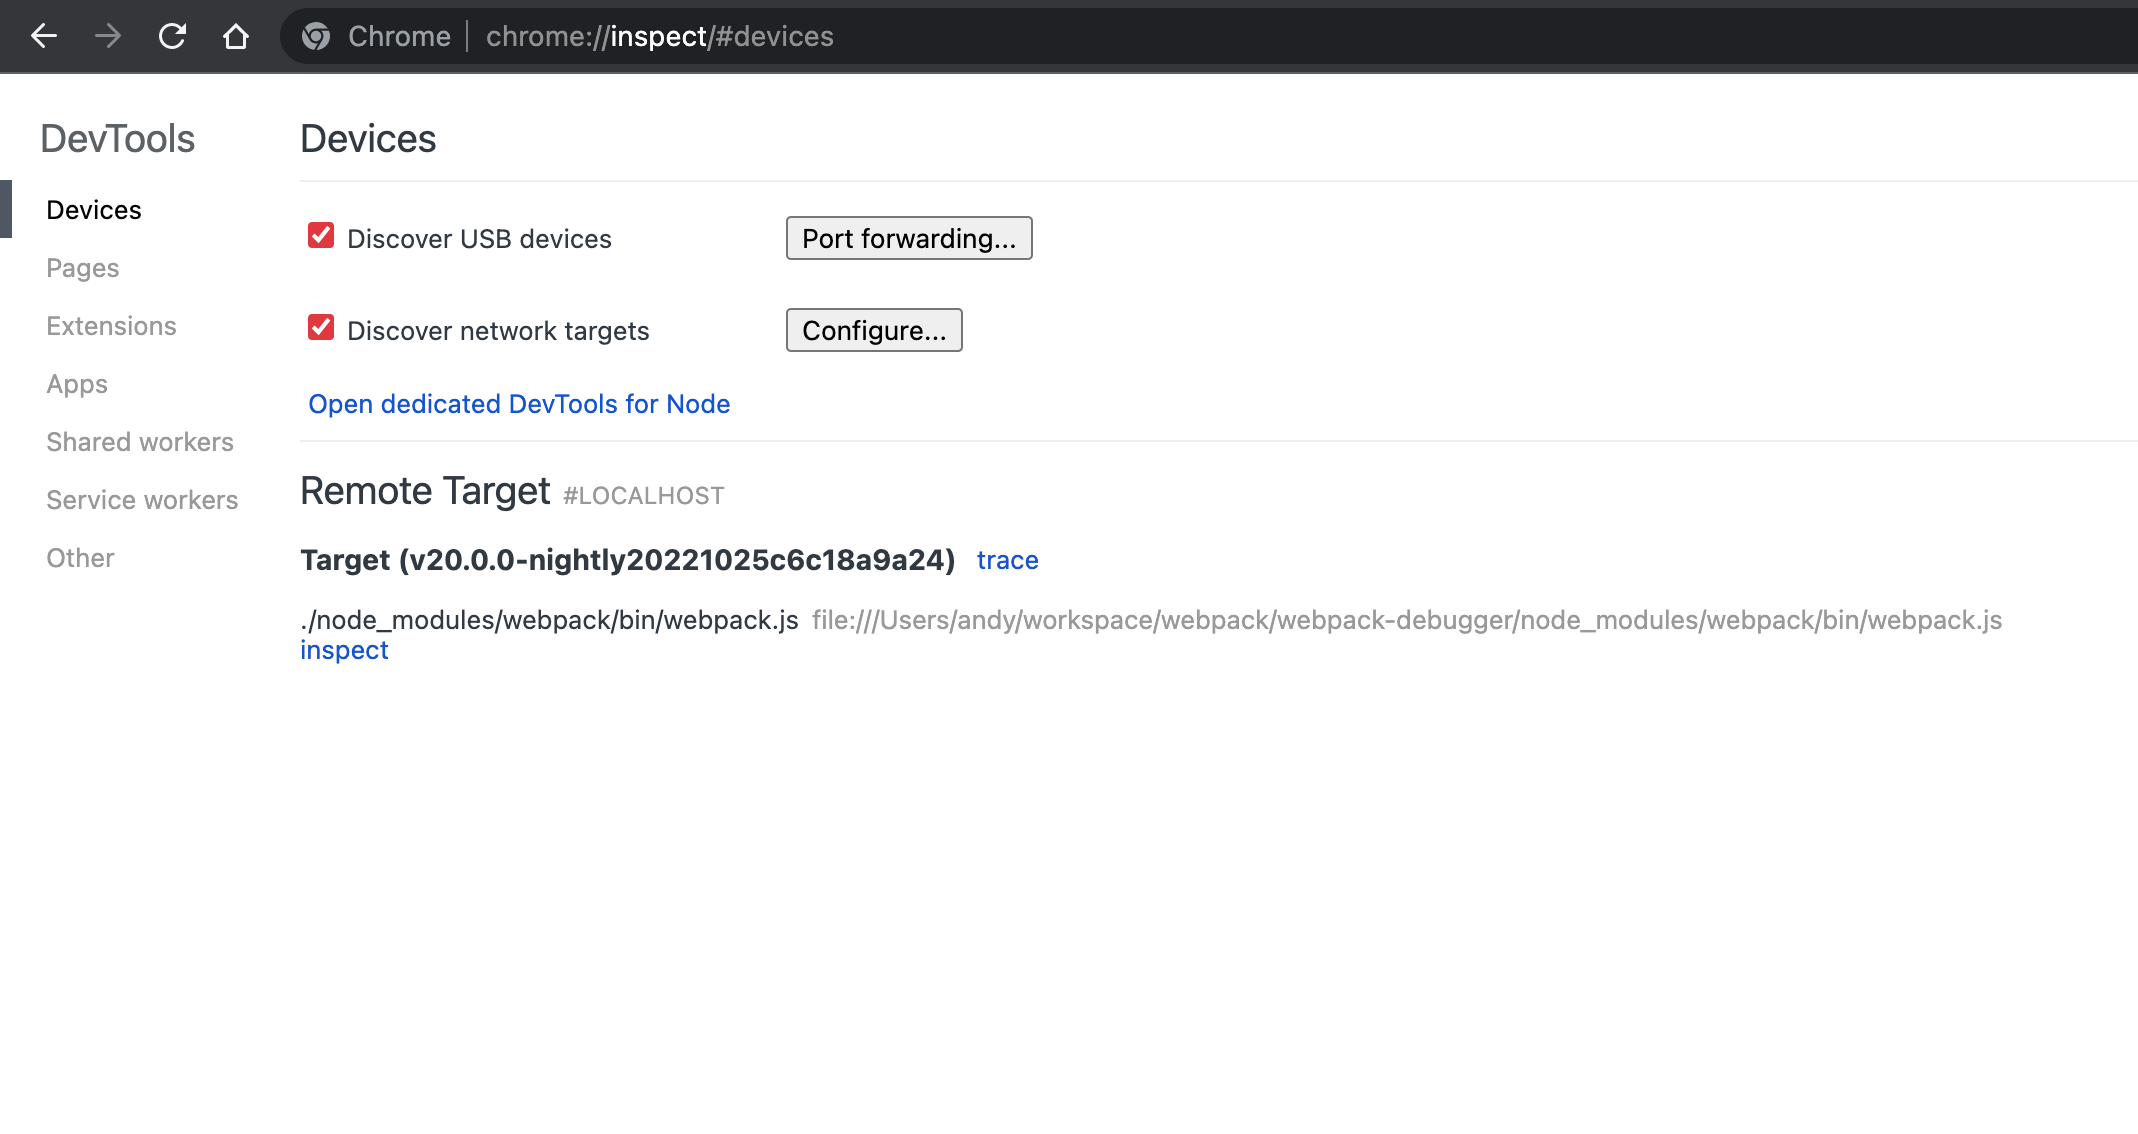 Chrome | chrome://inspect/#devices
DevTools
Devices
Pages
Extensions
Apps
Shared workers
Service workers
Other
Devices
Discover USB devices Port forwarding...
Discover network targets Configure...
Open dedicated DevTools for Node
Remote Target #LOCALHOST
Target (v20.0.0-nightly20221025c6c18a9a24) trace
./node_modules/webpack/bin/webpack.js file:///Users/andy/workspace/webpack/webpack-debugger/node_modules/webpack/bin/webpack.js
inspect